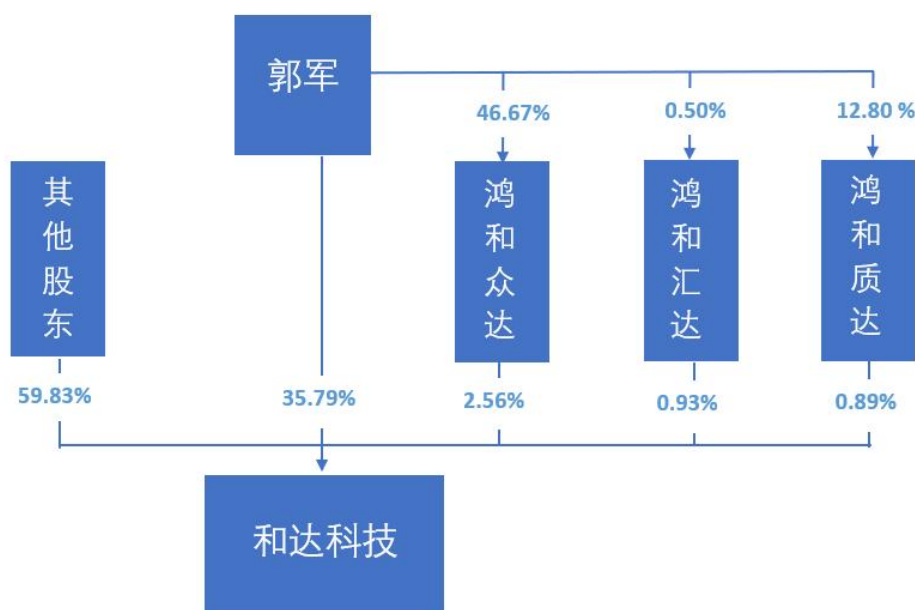 郭军
46.67%
0.50%
12.80 %
其他股东
鸿和众达
鸿和汇达
鸿和质达
59.83%
35.79%
2.56%
0.93%
0.89%
和达科技